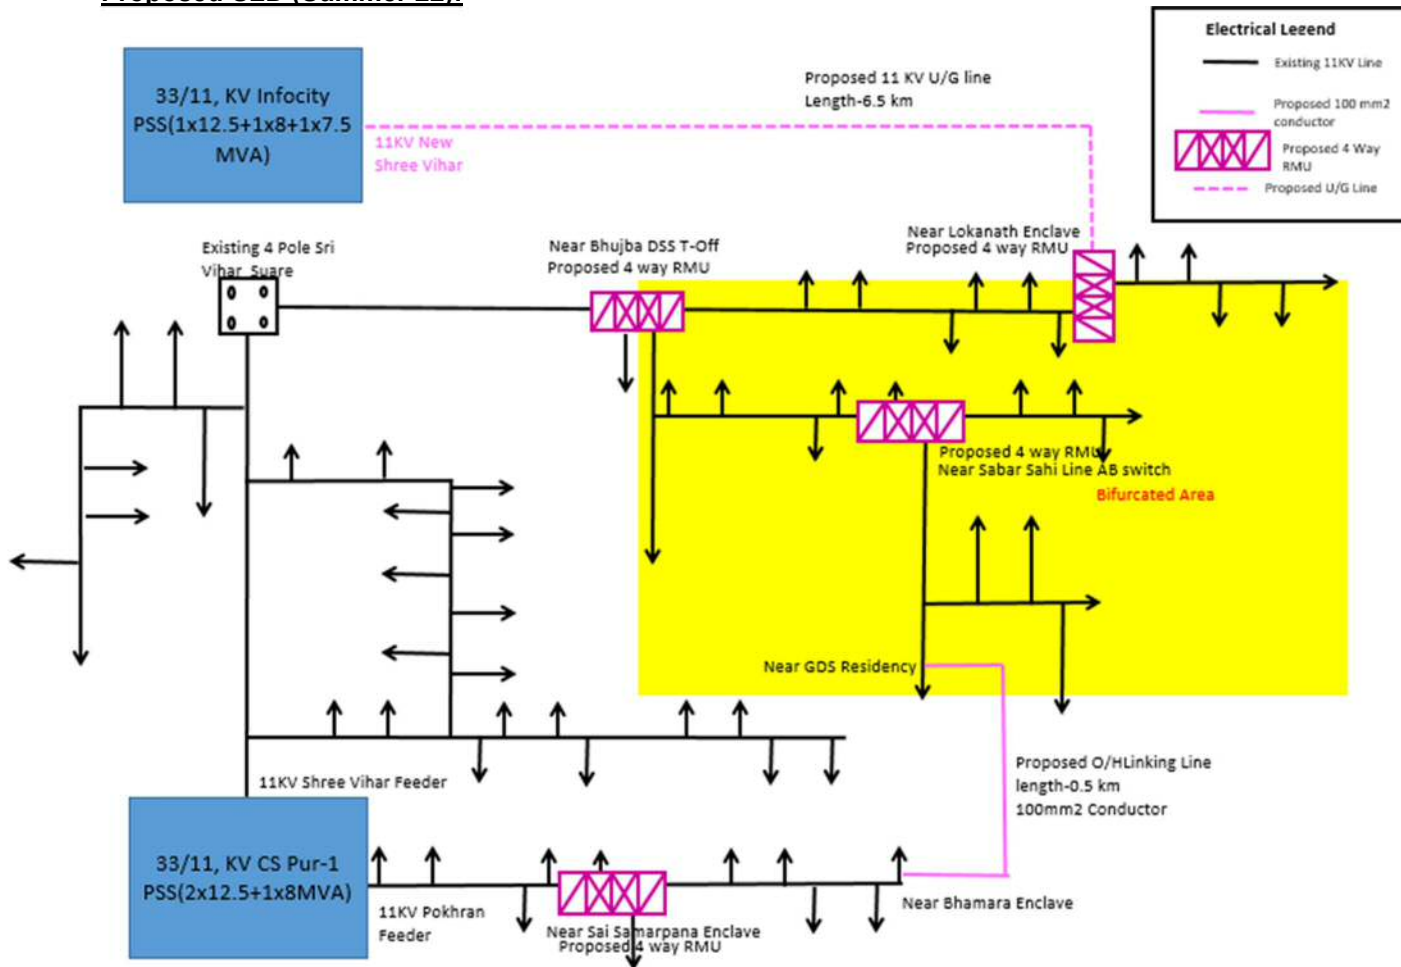 Proposed SLD (Summer 22):
Electrical Legend
Existing 11KV Line
Proposed 100 mm2
conductor
Proposed 4 Way
RMU
Proposed U/G Line
33/11, KV Infocity
PSS(1x12.5+1x8+1x7.5
MVA)
11KV New
Shree Vihar
Proposed 11 KV U/G line
Length-6.5 km
Existing 4 Pole Sri
Vihar Suare
Near Bhujba DSS T-Off
Proposed 4 way RMU
Near Lokanath Enclave
Proposed 4 way RMU
Proposed 4 way RMU
Near Sabar Sahi Line AB switch
Bifurcated Area
Near GDS Residency
Proposed O/HLinking Line
length-0.5 km
100mm2 Conductor
11KV Shree Vihar Feeder
33/11, KV CS Pur-1
PSS(2x12.5+1x8MVA)
11KV Pokhran
Feeder
Near Sai Samarpana Enclave
Proposed 4 way RMU
Near Bhamara Enclave